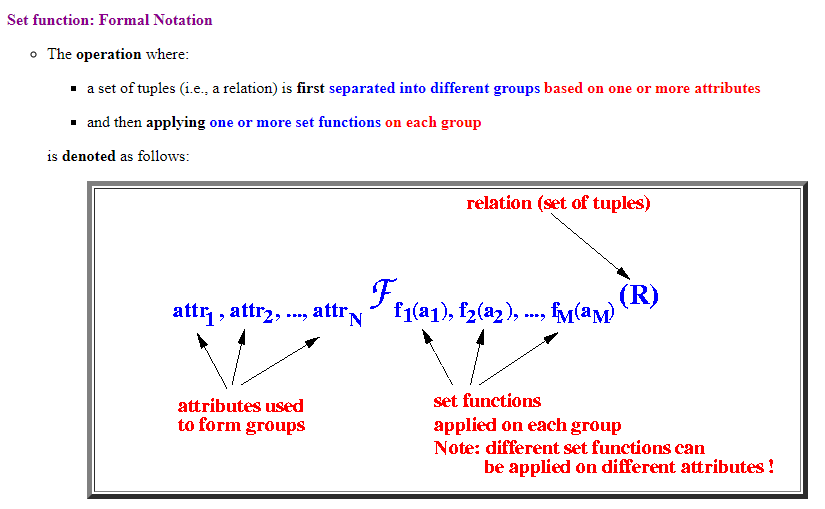 Set function: Formal Notation
The operation where:
a set of tuples (i.e., a relation) is first separated into different groups based on one or more attributes
and then applying one or more set functions on each group
is denoted as follows:
relation (set of tuples)
attr1 , attr2, ..., attrN ℱ f1(a1), f2(a2), ..., fM(aM) (R)
attributes used
to form groups
set functions
applied on each group
Note: different set functions can
be applied on different attributes !